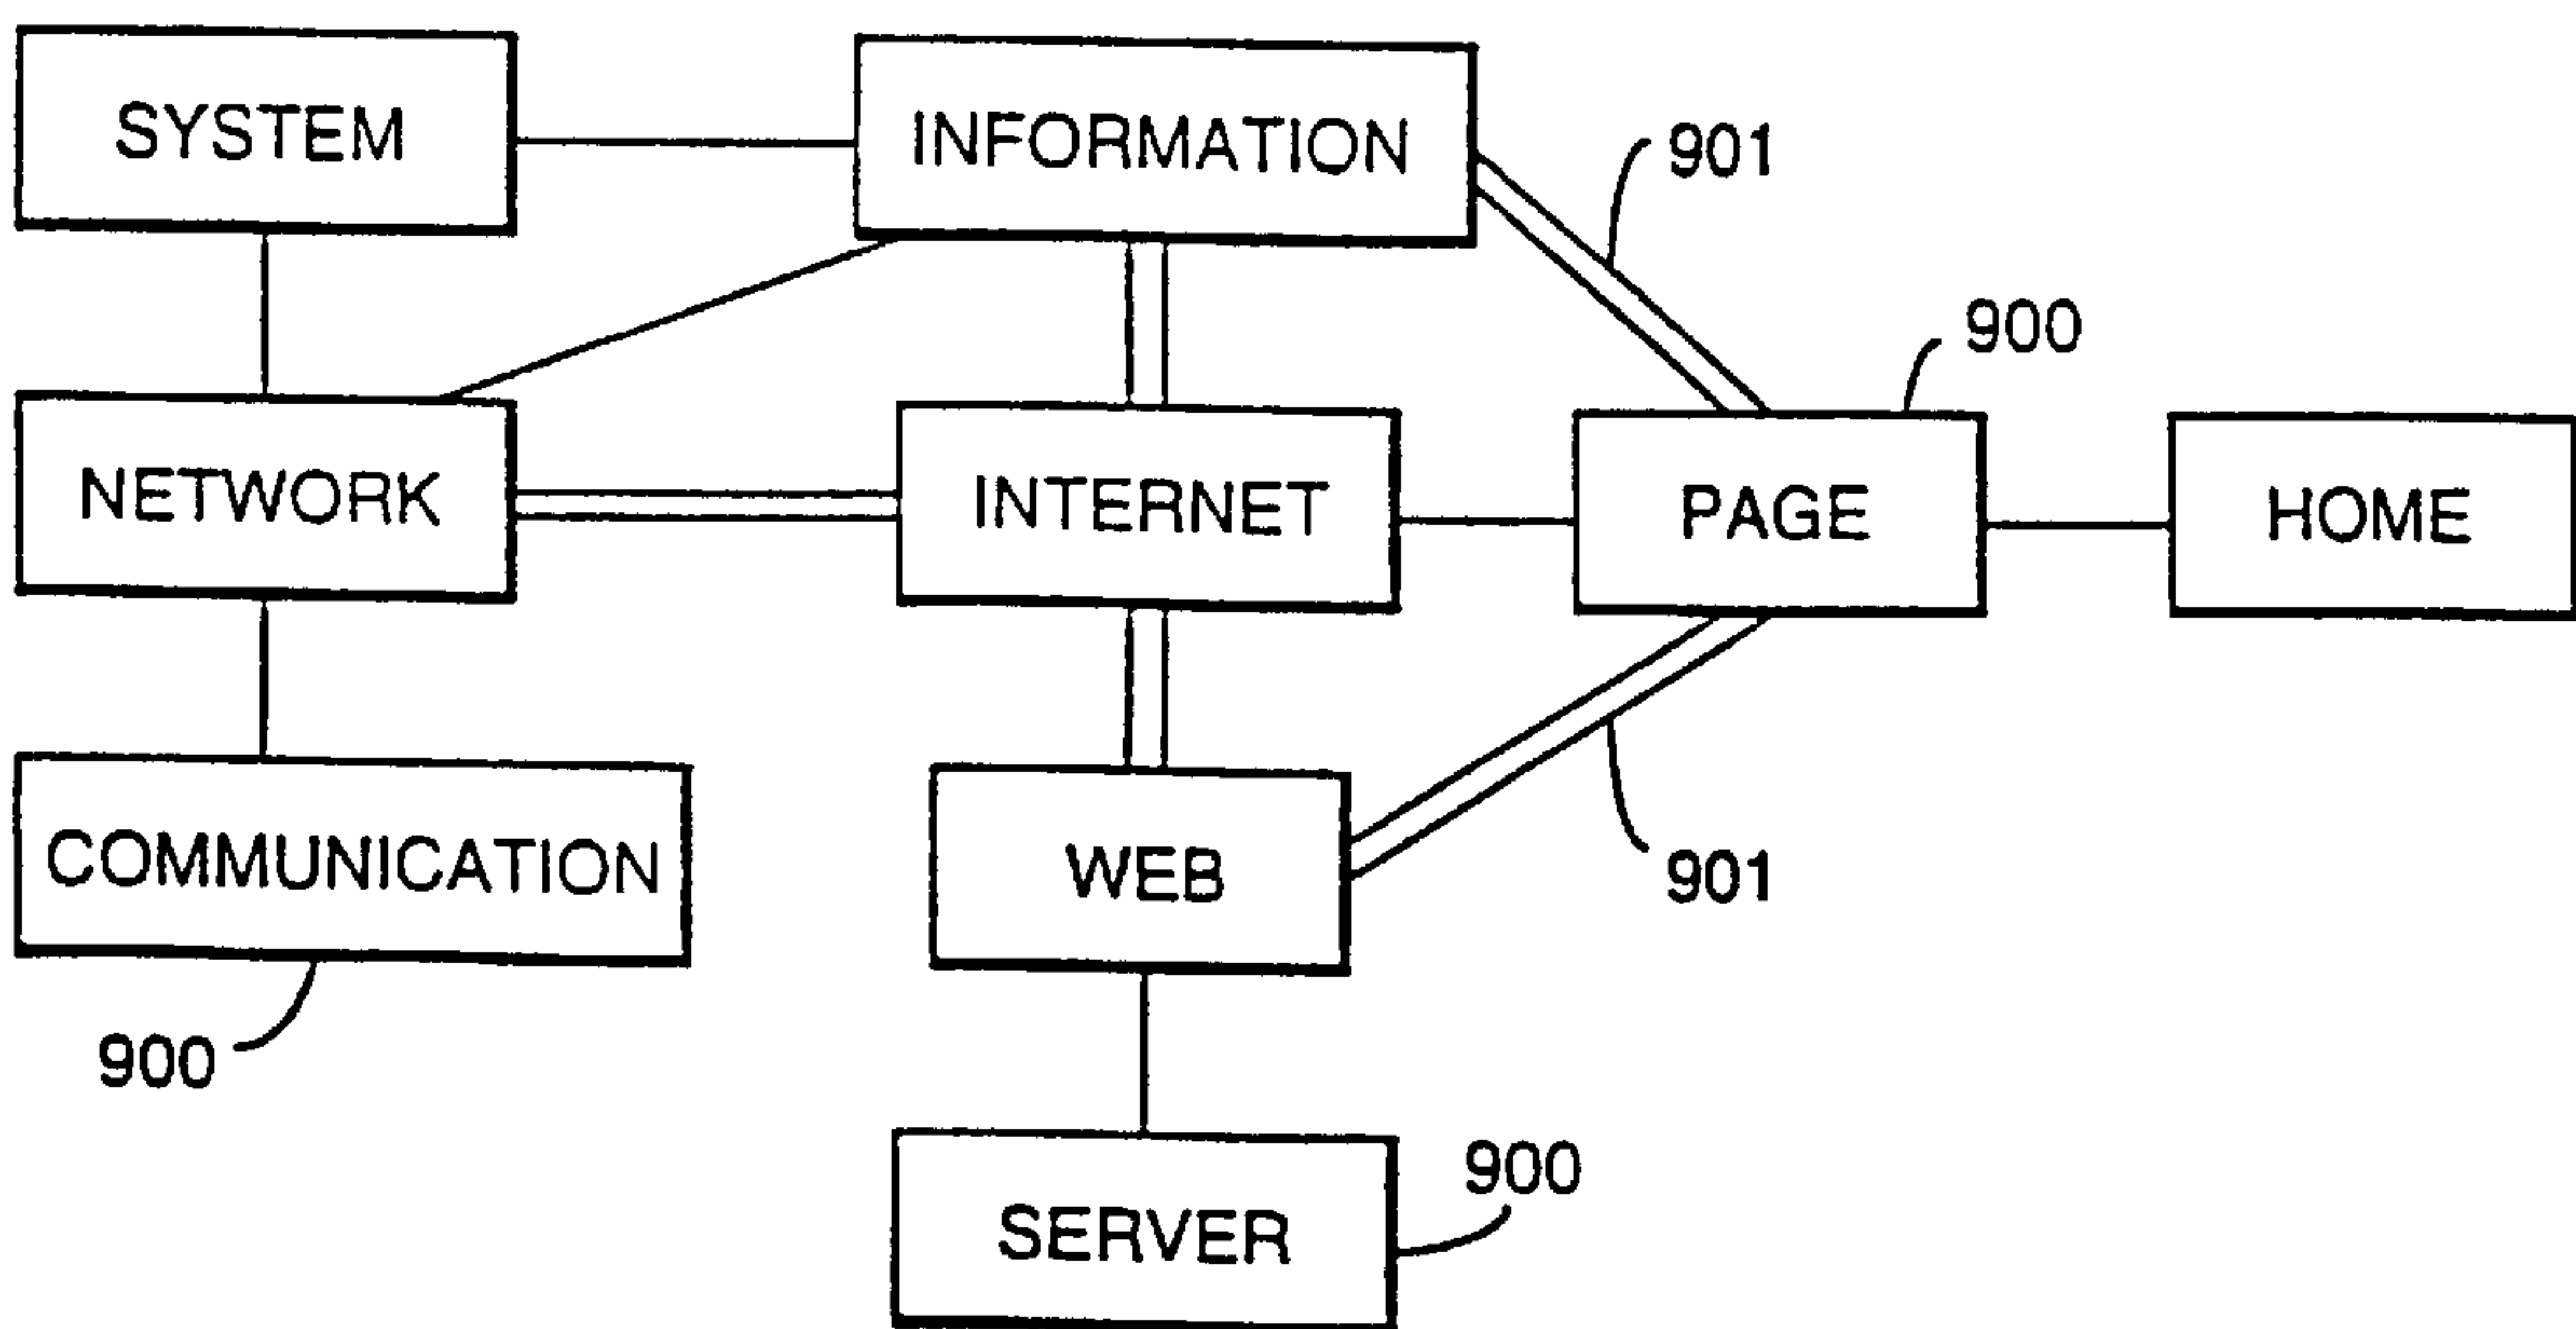 SYSTEM
INFORMATION
901
900
NETWORK
INTERNET
PAGE
HOME
COMMUNICATION
WEB
901
900
SERVER
900